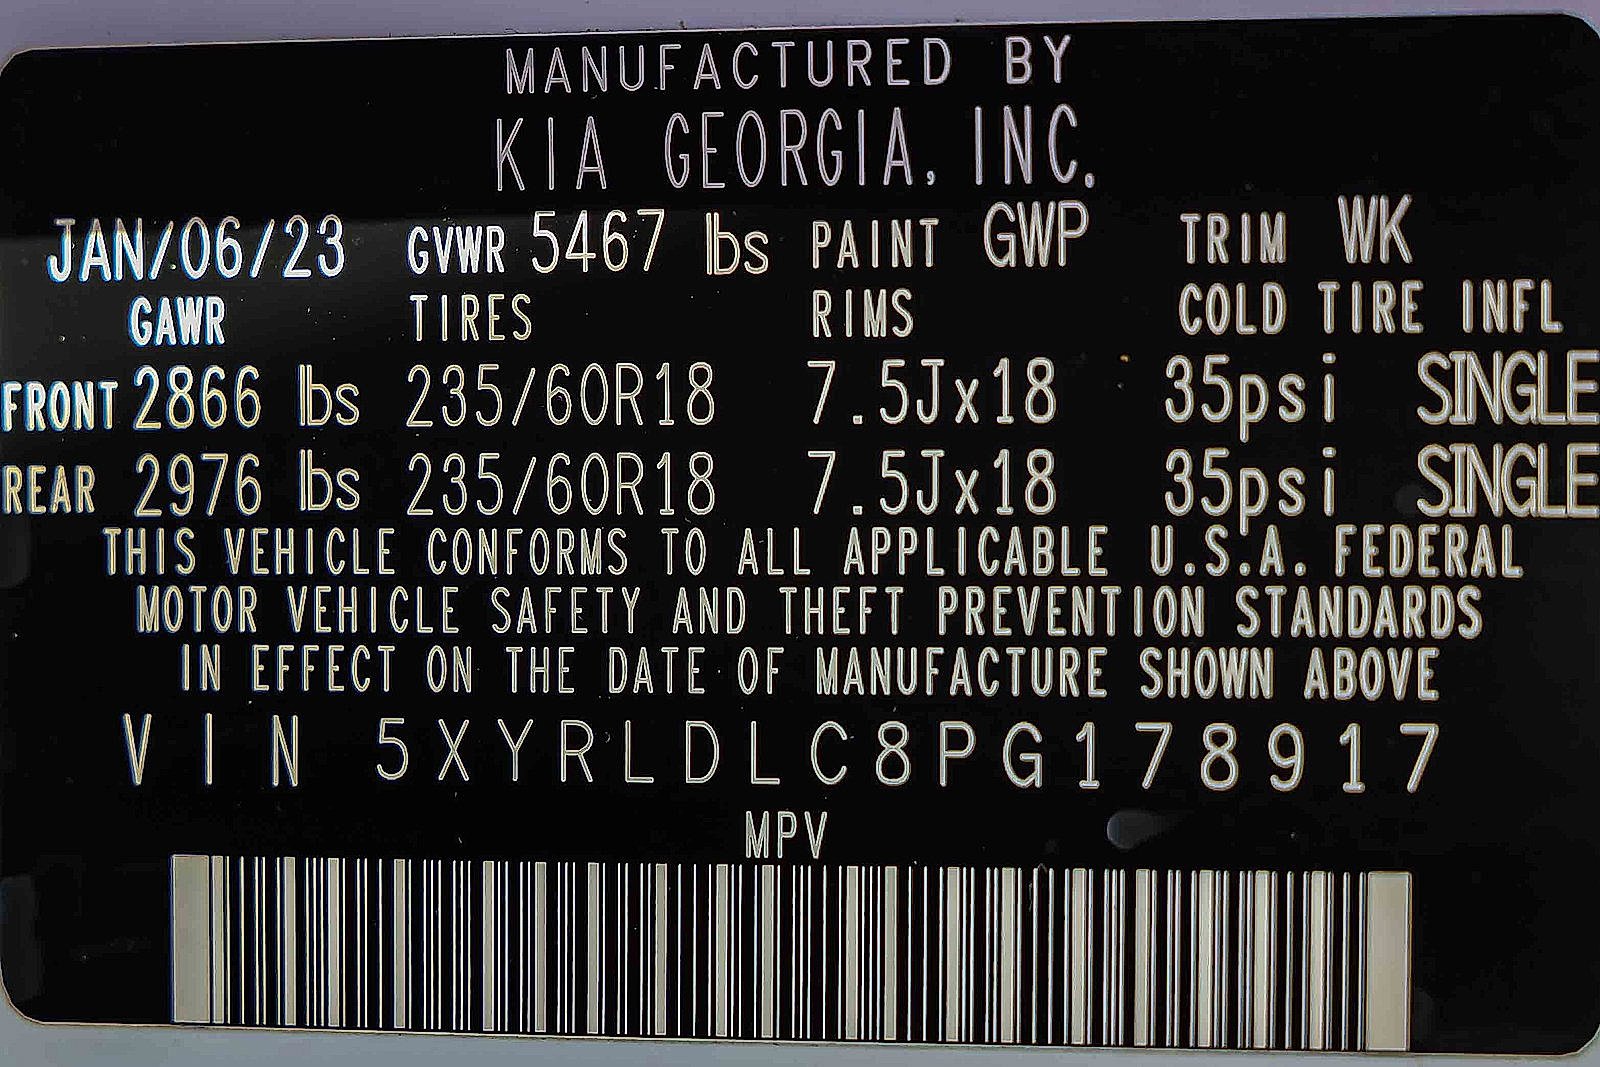 MANUFACTURED BY
KIA GEORGIA, INC.
JAN/06/23 GVWR 5467 lbs PAINT GWP TRIM WK
GAWR TIRES RIMS COLD TIRE INFL
FRONT 2866 lbs 235/60R18 7.5Jx18 35psi SINGLE
REAR 2976 lbs 235/60R18 7.5Jx18 35psi SINGLE
THIS VEHICLE CONFORMS TO ALL APPLICABLE U.S.A. FEDERAL
MOTOR VEHICLE SAFETY AND THEFT PREVENTION STANDARDS
IN EFFECT ON THE DATE OF MANUFACTURE SHOWN ABOVE
VIN 5XYRLDLC8PG178917
MPV